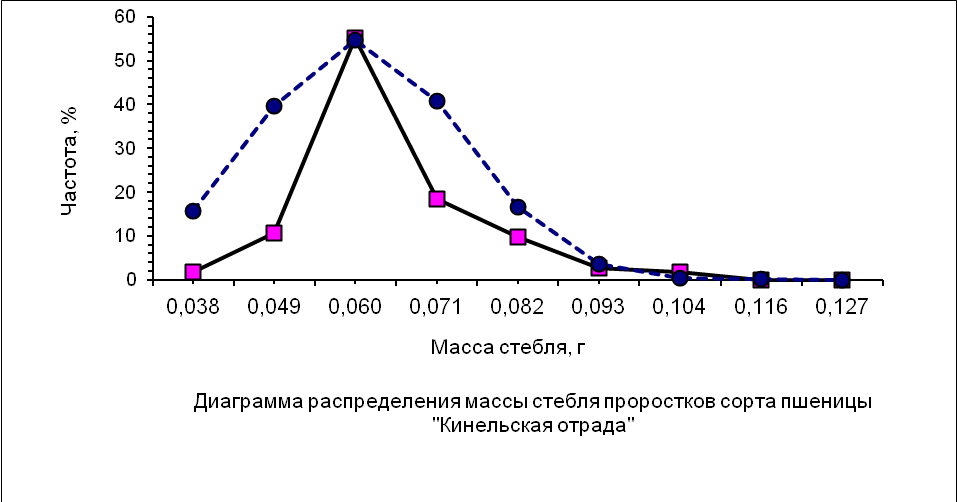 60
50
40
30
20
10
0
Частота, %
0,038 0,049 0,060 0,071 0,082 0,093 0,104 0,116 0,127
Масса стебля, г
Диаграмма распределения массы стебля проростков сорта пшеницы
"Кинельская отрада"